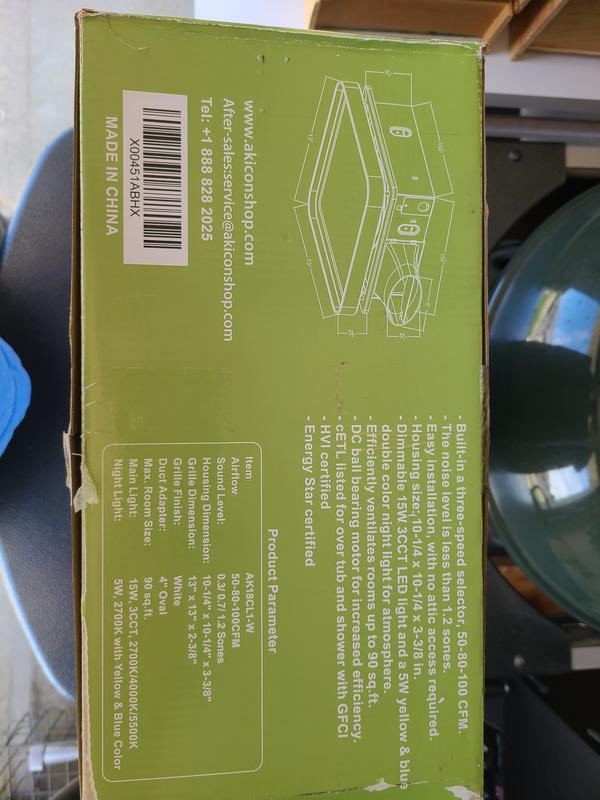 - Built-in a three-speed selector, 50-80-100 CFM.
- The noise level is less than 1.2 sones.
- Easy installation, with no attic access required.
- Housing size; 10-1/4 x 10-1/4 x 3-3/8 in.
- Dimmable 15W 3CCT LED light and a 5W yellow & blue
double color night light for atmosphere.
- Efficiently ventilates rooms up to 90 sq.ft.
- DC ball bearing motor for increased efficiency.
- cETL listed for over tub and shower with GFCI
- HVI certified
- Energy Star certified
www.akiconshop.com
After-sales:service@akiconshop.com
Tel: +1 888 828 2025
X00451ABHX
MADE IN CHINA
Product Parameter
Item: AK18CL1-W
Airflow: 50-80-100CFM
Sound Level: 0.3/ 0.7/ 1.2 Sones
Housing Dimension: 10-1/4" x 10-1/4" x 3-3/8"
Grille Dimension: 13" x 13" x 2-3/8"
Grille Finish: White
Duct Adapter: 4" Oval
Max. Room Size: 90 sq.ft.
Main Light: 15W, 3CCT, 2700K/4000K/5500K
Night Light: 5W, 2700K with Yellow & Blue Color